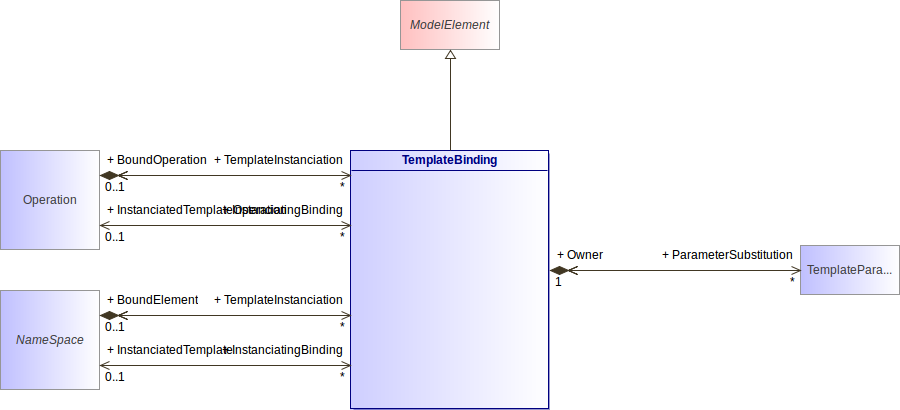 ModelElement
TemplateBinding
+ BoundOperation
+ TemplateInstanciation
0..1
*
Operation
+ InstanciatedTemplateOperation
+ InstanciatingBinding
0..1
*
+ Owner
+ ParameterSubstitution
1
*
TemplatePara...
+ BoundElement
+ TemplateInstanciation
0..1
*
NameSpace
+ InstanciatedTemplate
+ InstanciatingBinding
0..1
*